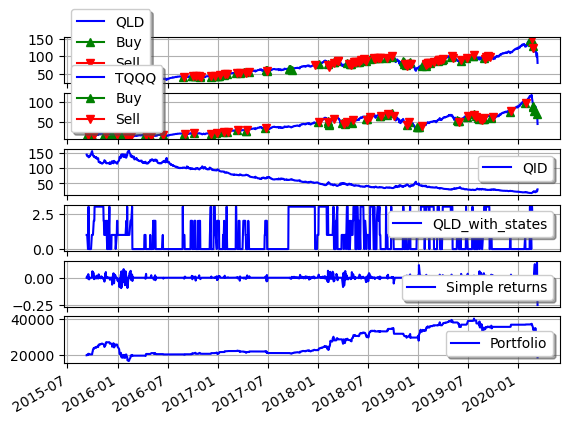 QLD
Buy
Sell
150
100
50
TQQQ
Buy
Sell
100
50
150
100
50
QID
2.5
0.0
QLD_with_states
0.00
−0.25
Simple returns
40000
20000
Portfolio
2015-07
2016-01
2016-07
2017-01
2017-07
2018-01
2018-07
2019-01
2019-07
2020-01